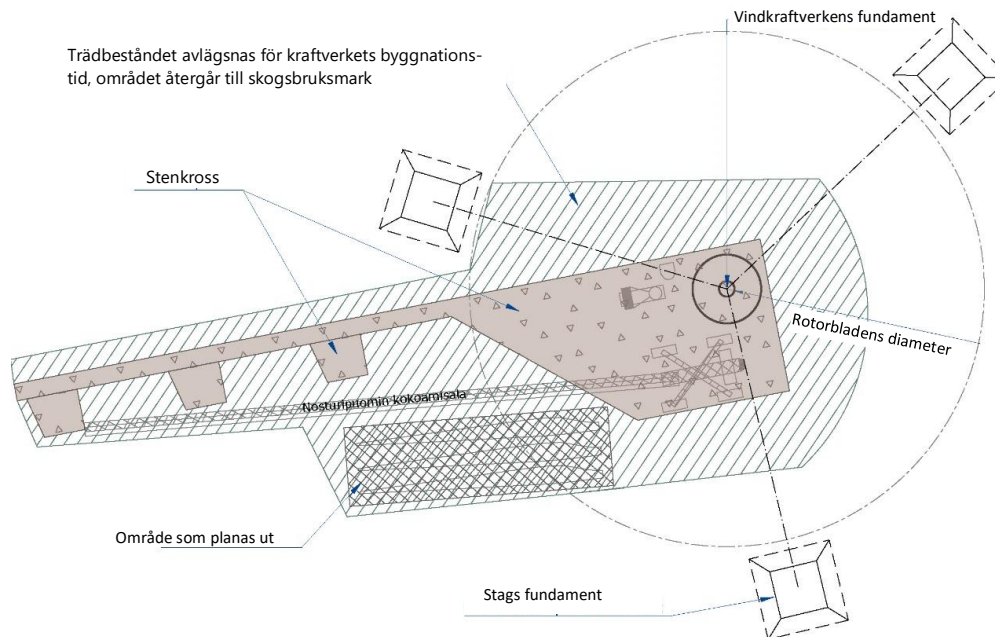 Vindkraftverkens fundament
Trädbeståndet avlägsnas för kraftverkets byggnations-
tid, området återgår till skogsbruksmark
Stenkross
Rotorbladens diameter
Nosturipuomin kokoamisala
Område som planas ut
Stags fundament